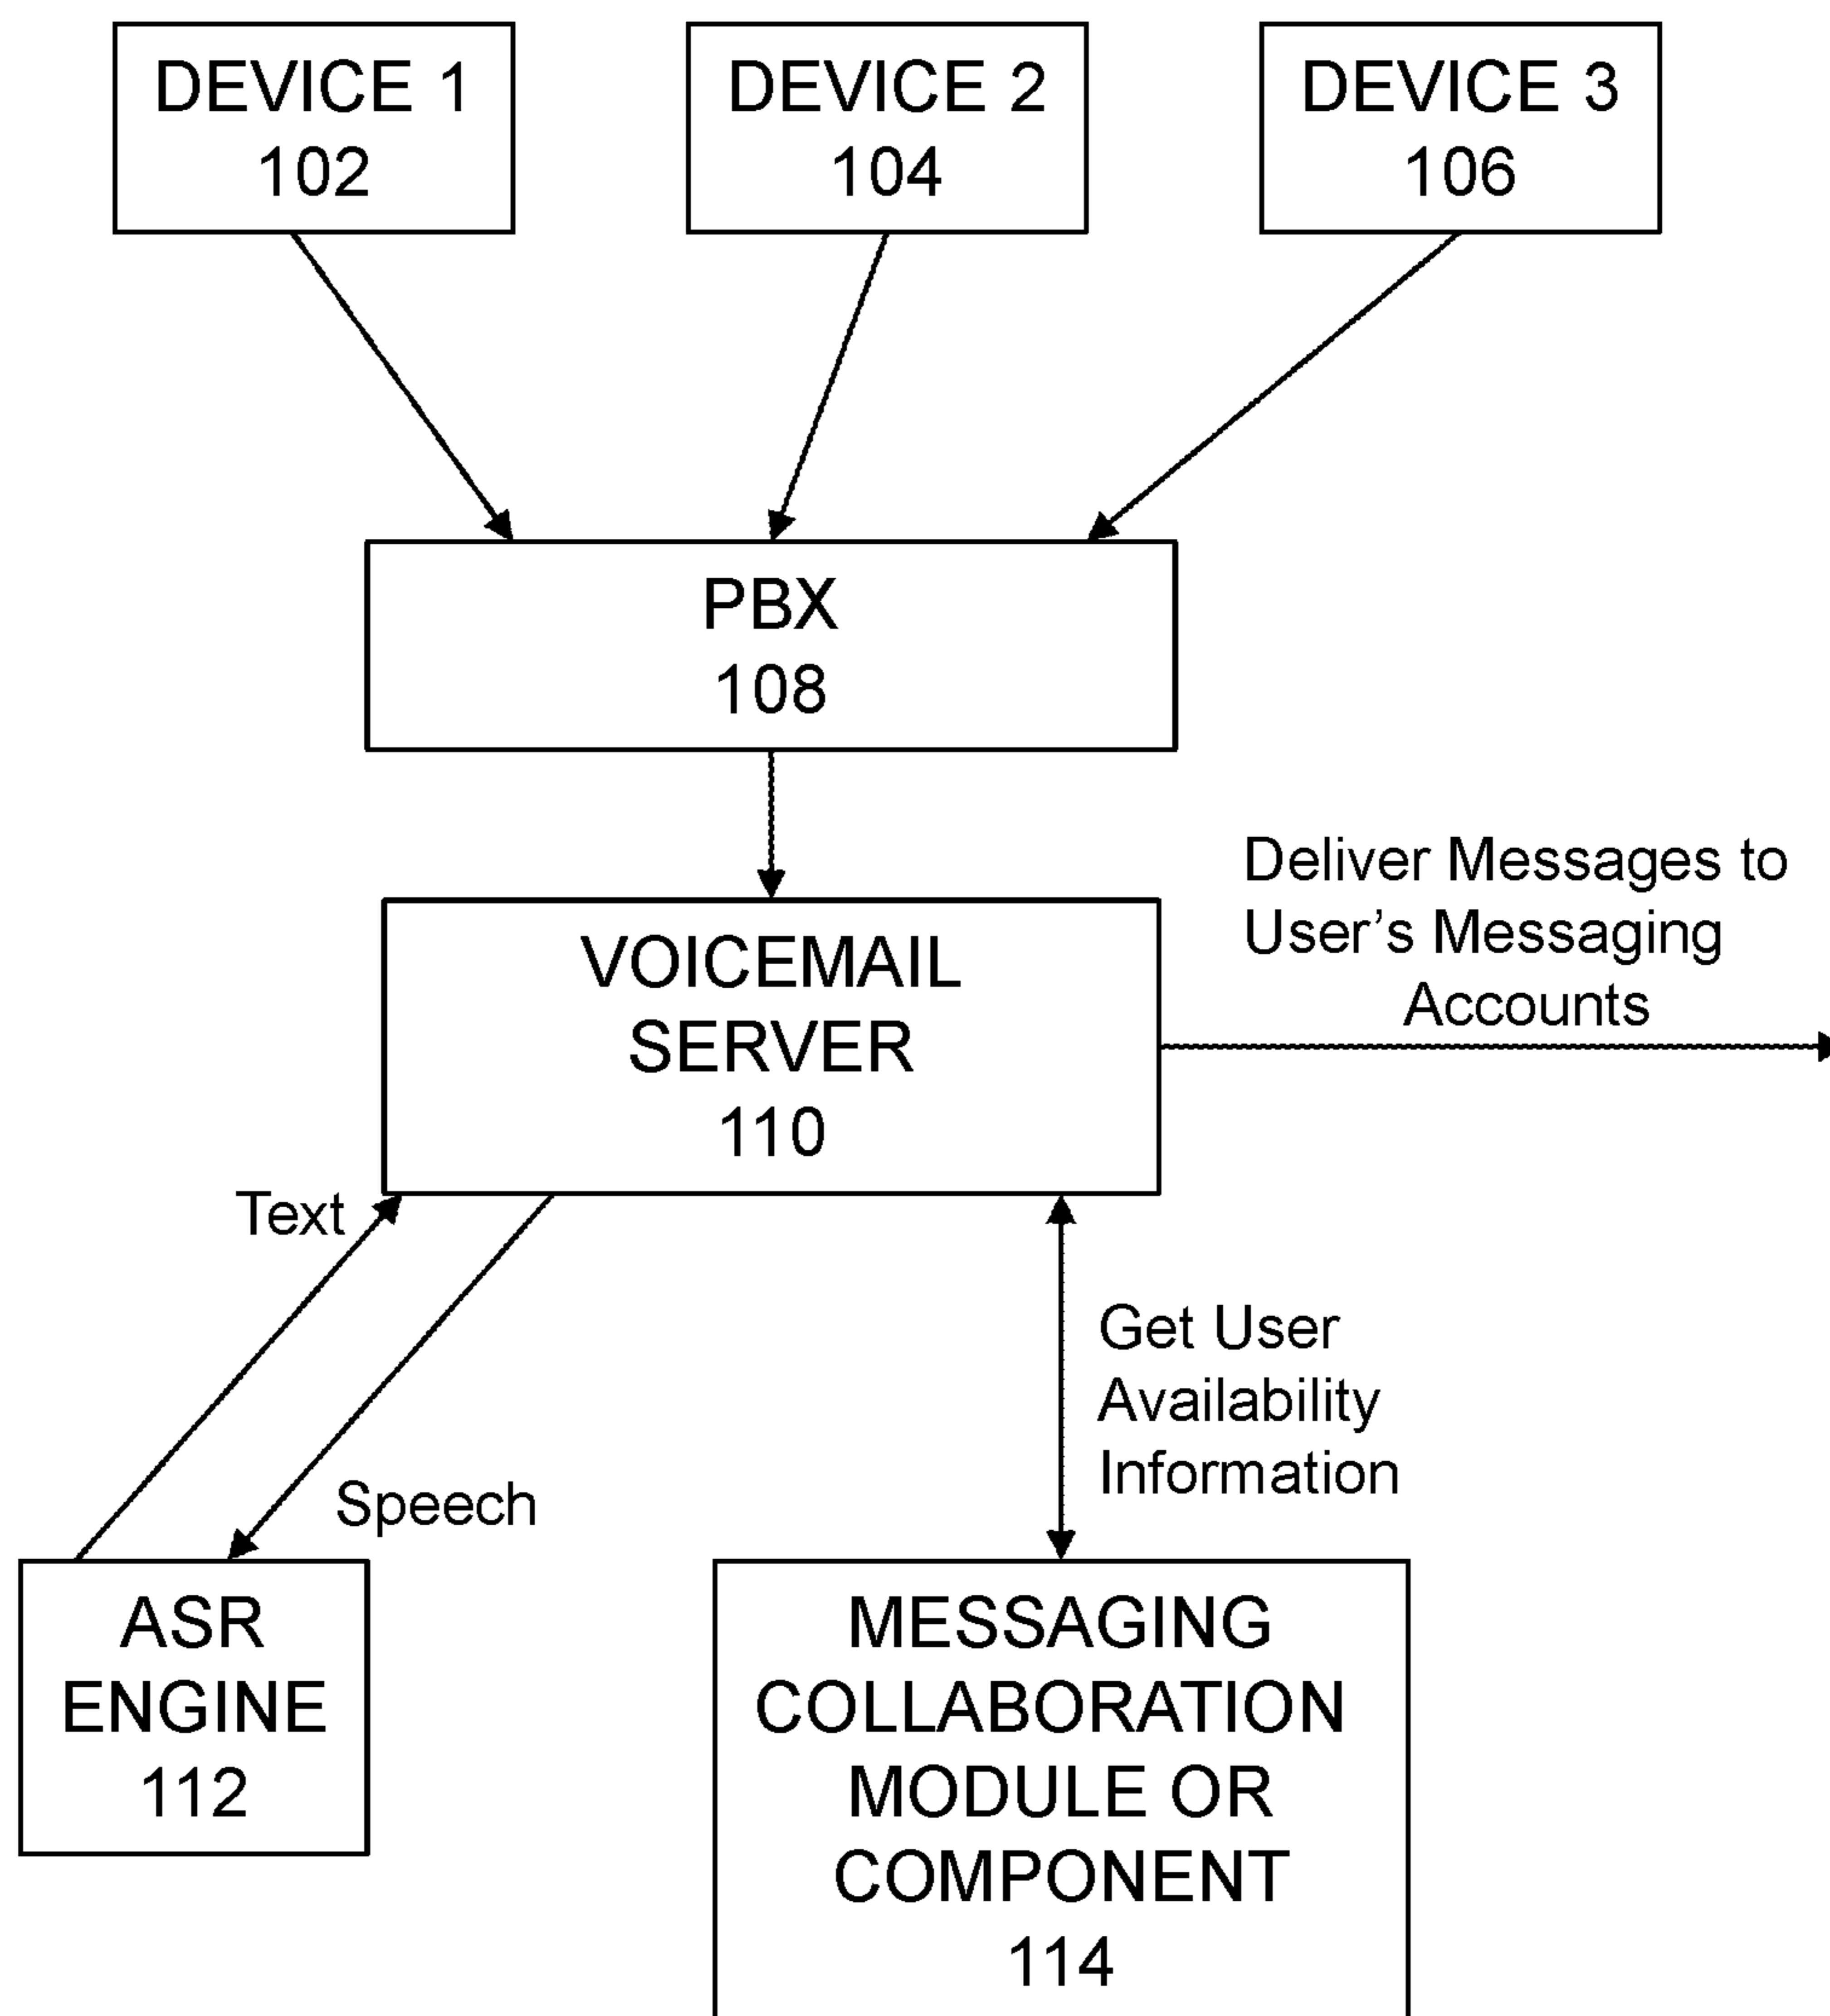 DEVICE 1
102
DEVICE 2
104
DEVICE 3
106
PBX
108
VOICEMAIL
SERVER
110
Deliver Messages to
User's Messaging
Accounts
Text
Speech
Get User
Availability
Information
ASR
ENGINE
112
MESSAGING
COLLABORATION
MODULE OR
COMPONENT
114